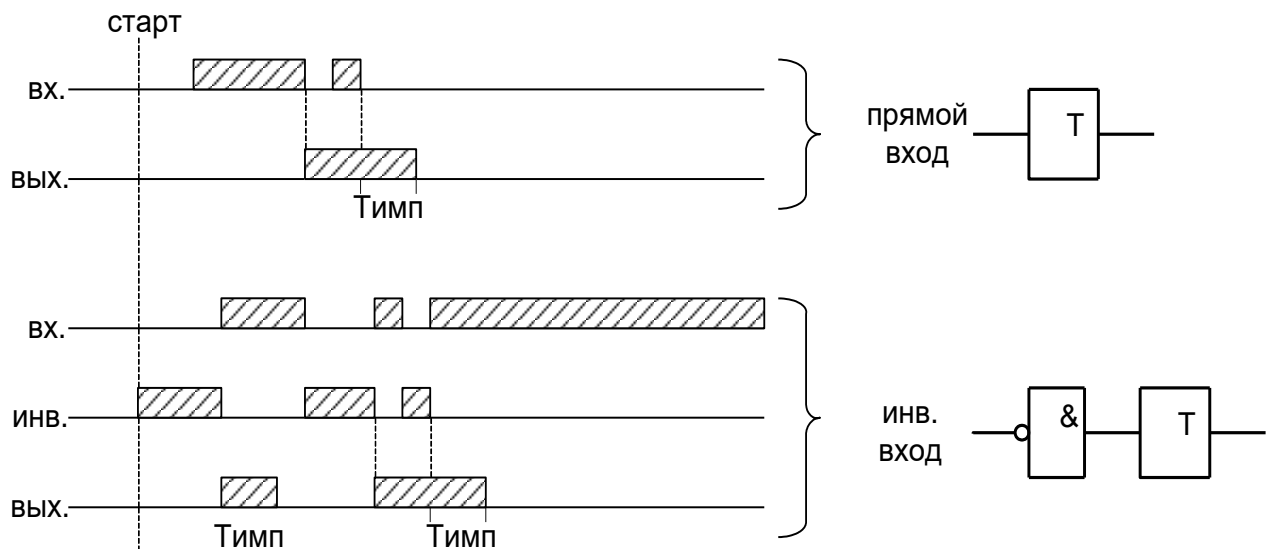 старт
вх.
вых.
Тимп
прямой
вход
T
вх.
инв.
вых.
Тимп
Тимп
инв.
вход
&
T